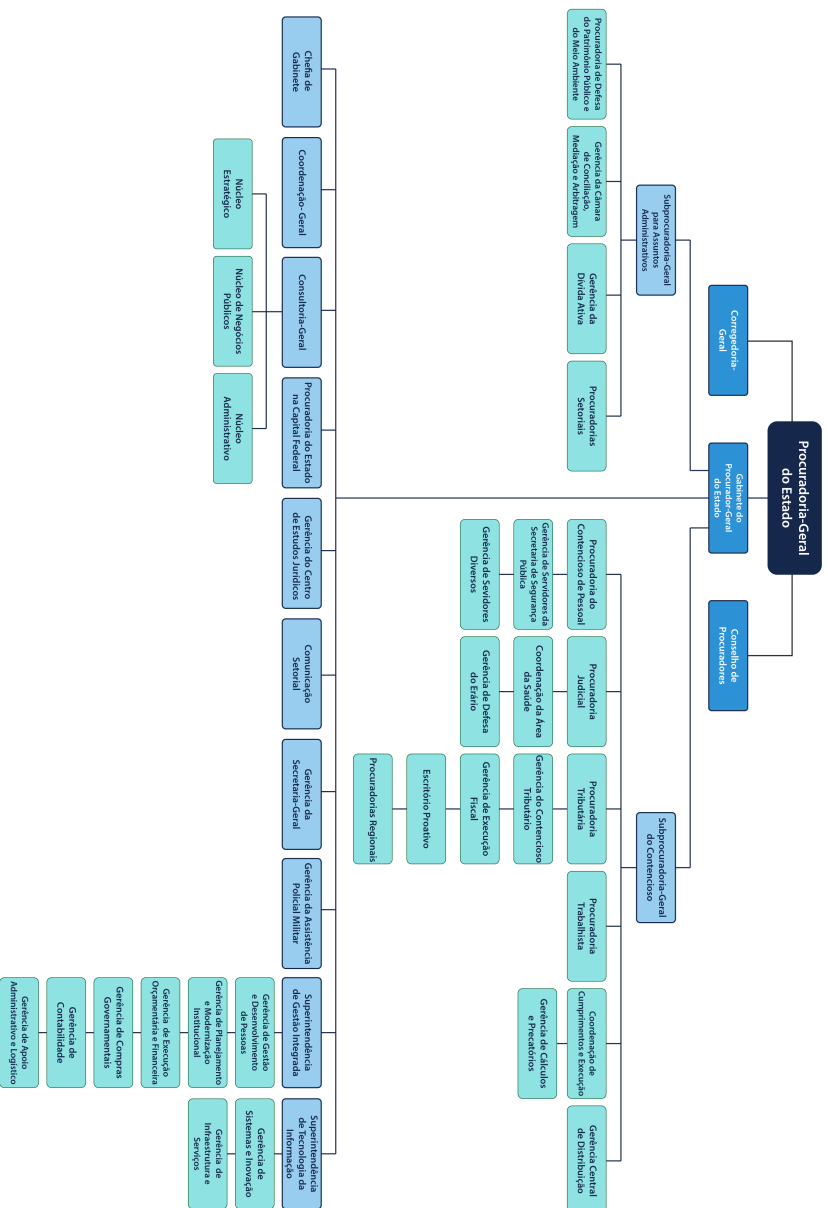 Procuradoria-Geral
do Estado
Corregedoria-
Geral
Gabinete do
Procurador-Geral
do Estado
Conselho de
Procuradores
Subprocuradoria-Geral
para Assuntos
Administrativos
Subprocuradoria-Geral
do Contencioso
Procuradoria de Defesa
do Patrimônio Público e
do Meio Ambiente
Gerência da Câmara
de Conciliação,
Mediação e Arbitragem
Gerência da
Dívida Ativa
Procuradorias
Setoriais
Procuradoria do
Contencioso de Pessoal
Gerência de Servidores da
Secretaria de Segurança
Pública
Gerência de Sevidores
Diversos
Procuradoria
Judicial
Coordenação da Área
da Saúde
Gerência de Defesa
do Erário
Procuradoria
Tributária
Gerência do Contencioso
Tributário
Gerência de Execução
Fiscal
Escritório Proativo
Procuradorias Regionais
Procuradoria
Trabalhista
Coordenação de
Cumprimentos e Execução
Gerência de Cálculos
e Precatórios
Gerência Central
de Distribuição
Chefia de
Gabinete
Coordenação- Geral
Consultoria-Geral
Núcleo
Estratégico
Núcleo de Negócios
Públicos
Núcleo
Administrativo
Procuradoria do Estado
na Capital Federal
Gerência do Centro
de Estudos Jurídicos
Comunicação
Setorial
Gerência da
Secretaria-Geral
Gerência da Assistência
Policial Militar
Superintendência
de Gestão Integrada
Gerência de Gestão
e Desenvolvimento
de Pessoas
Gerência de Planejamento
e Modernização
Institucional
Gerência de Execução
Orçamentária e Financeira
Gerência de Compras
Governamentais
Gerência de
Contabilidade
Gerência de Apoio
Administrativo e Logístico
Superintendência
de Tecnologia da
Informação
Gerência de
Sistemas e Inovação
Gerência de
Infraestrutura e
Serviços